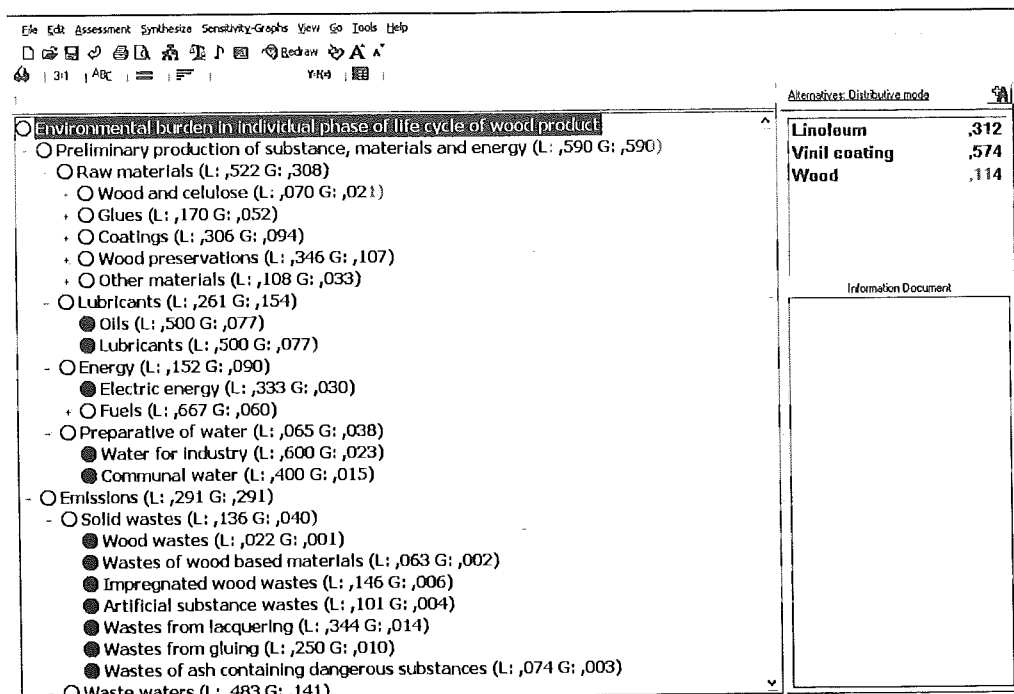 File Edit Assessment Synthesize Sensitivity-Graphs View Go Tools Help
Redraw A A
3:1 ABC Y=f(x)
Alternatives: Distributive mode
Environmental burden in individual phase of life cycle of wood product
Preliminary production of substance, materials and energy (L: ,590 G: ,590)
Raw materials (L: ,522 G: ,308)
Wood and celulose (L: ,070 G: ,021)
Glues (L: ,170 G: ,052)
Coatings (L: ,306 G: ,094)
Wood preservations (L: ,346 G: ,107)
Other materials (L: ,108 G: ,033)
Lubricants (L: ,261 G: ,154)
Oils (L: ,500 G: ,077)
Lubricants (L: ,500 G: ,077)
Energy (L: ,152 G: ,090)
Electric energy (L: ,333 G: ,030)
Fuels (L: ,667 G: ,060)
Preparative of water (L: ,065 G: ,038)
Water for industry (L: ,600 G: ,023)
Communal water (L: ,400 G: ,015)
Emissions (L: ,291 G: ,291)
Solid wastes (L: ,136 G: ,040)
Wood wastes (L: ,022 G: ,001)
Wastes of wood based materials (L: ,063 G: ,002)
Impregnated wood wastes (L: ,146 G: ,006)
Artificial substance wastes (L: ,101 G: ,004)
Wastes from lacquering (L: ,344 G: ,014)
Wastes from gluing (L: ,250 G: ,010)
Wastes of ash containing dangerous substances (L: ,074 G: ,003)
Waste waters (L: ,483 G: ,141)
Linoleum ,312
Vinil coating ,574
Wood ,114
Information Document